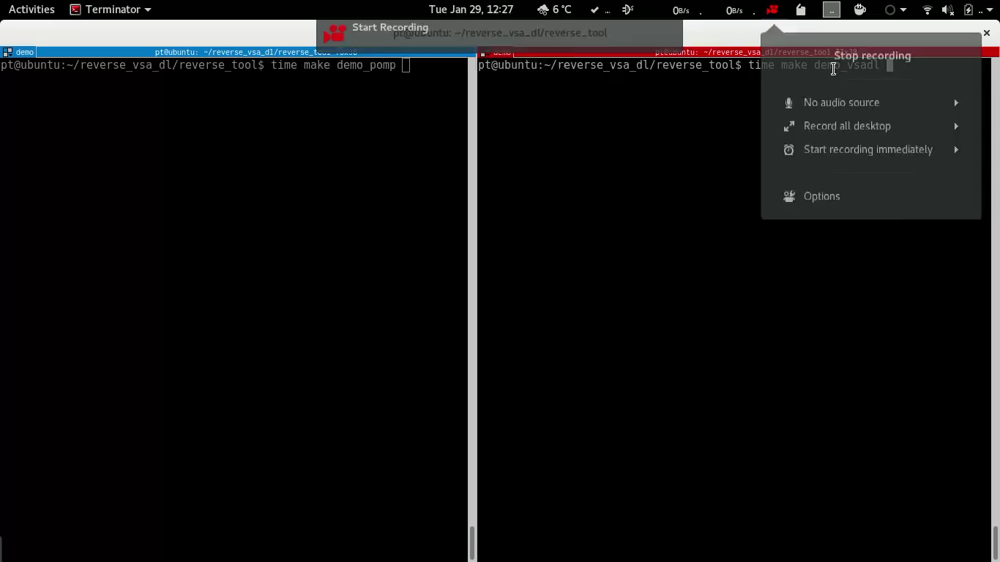 Activities Terminator Tue Jan 29, 12:27 6 °C ... 0B/s . 0B/s . .. ..
Start Recording
pt@ubuntu: ~/reverse_vsa_dl/reverse_tool
demo pt@ubuntu: ~/reverse_vsa_dl/reverse_tool
demo pt@ubuntu: ~/reverse_vsa_dl/reverse_tool 77x38
pt@ubuntu:~/reverse_vsa_dl/reverse_tool$ time make demo_pomp
pt@ubuntu:~/reverse_vsa_dl/reverse_tool$ time make demo_vsadl
Stop recording
No audio source
Record all desktop
Start recording immediately
Options